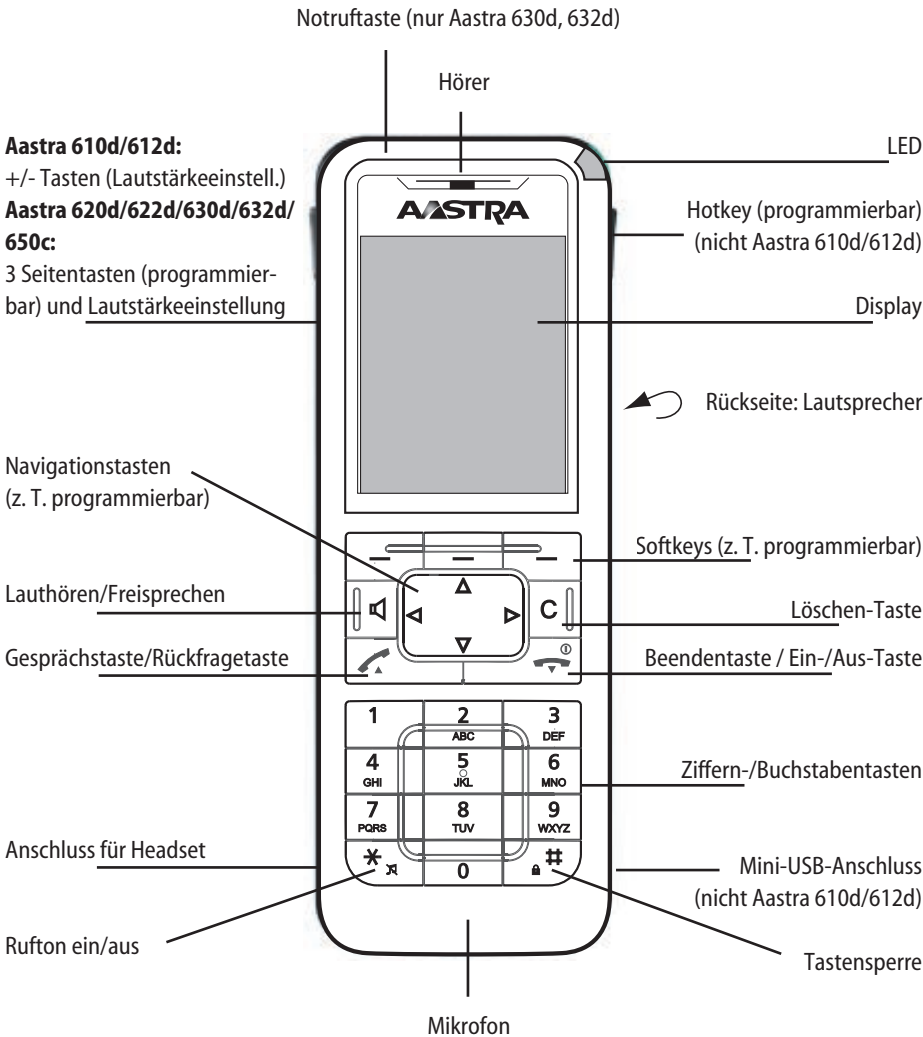 Notruftaste (nur Aastra 630d, 632d)
Hörer
Aastra 610d/612d:
+/- Tasten (Lautstärkeeinstell.)
Aastra 620d/622d/630d/632d/
650c:
3 Seitentasten (programmier-
bar) und Lautstärkeeinstellung
LED
Hotkey (programmierbar)
(nicht Aastra 610d/612d)
AASTRA
Display
Rückseite: Lautsprecher
Navigationstasten
(z. T. programmierbar)
Softkeys (z. T. programmierbar)
Lauthören/Freisprechen
C
Löschen-Taste
Gesprächstaste/Rückfragetaste
Beendentaste / Ein-/Aus-Taste
1 2 3
ABC DEF
4 5 6
GHI JKL MNO
Ziffern-/Buchstabentasten
7 8 9
PQRS TUV WXYZ
Anschluss für Headset
* 0 #
Mini-USB-Anschluss
(nicht Aastra 610d/612d)
Rufton ein/aus
Tastensperre
Mikrofon